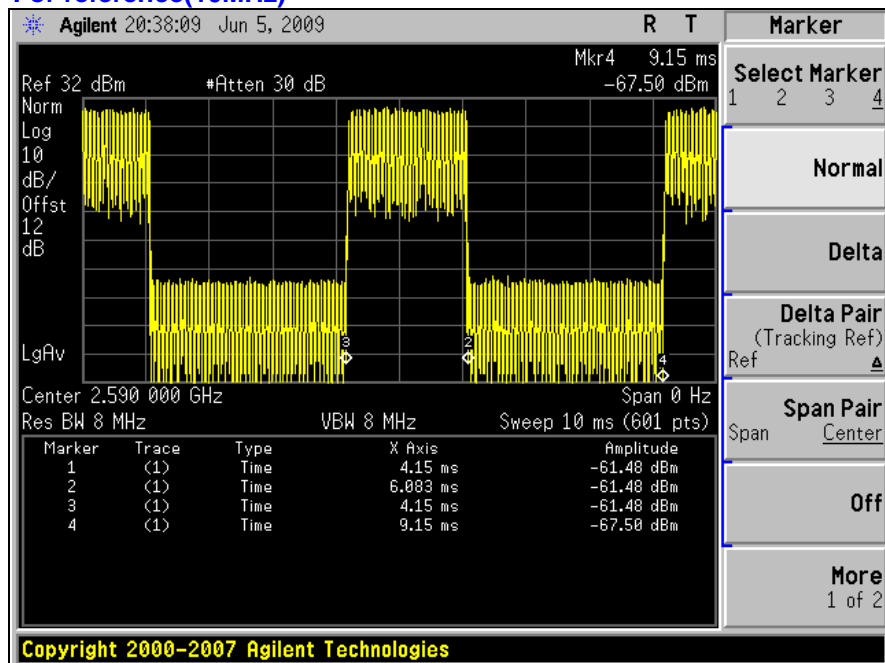 Agilent 20:38:09 Jun 5, 2009 R T
Mkr4 9.15 ms
Ref 32 dBm #Atten 30 dB -67.50 dBm
Norm
Log
10
dB/
Offst
12
dB
LgAv
3 2 4
Center 2.590 000 GHz Span 0 Hz
Res BW 8 MHz VBW 8 MHz Sweep 10 ms (601 pts)
Marker Trace Type X Axis Amplitude
1 (1) Time 4.15 ms -61.48 dBm
2 (1) Time 6.083 ms -61.48 dBm
3 (1) Time 4.15 ms -61.48 dBm
4 (1) Time 9.15 ms -67.50 dBm
Marker
Select Marker
1 2 3 4
Normal
Delta
Delta Pair
(Tracking Ref)
Ref Δ
Span Pair
Span Center
Off
More
1 of 2
Copyright 2000-2007 Agilent Technologies